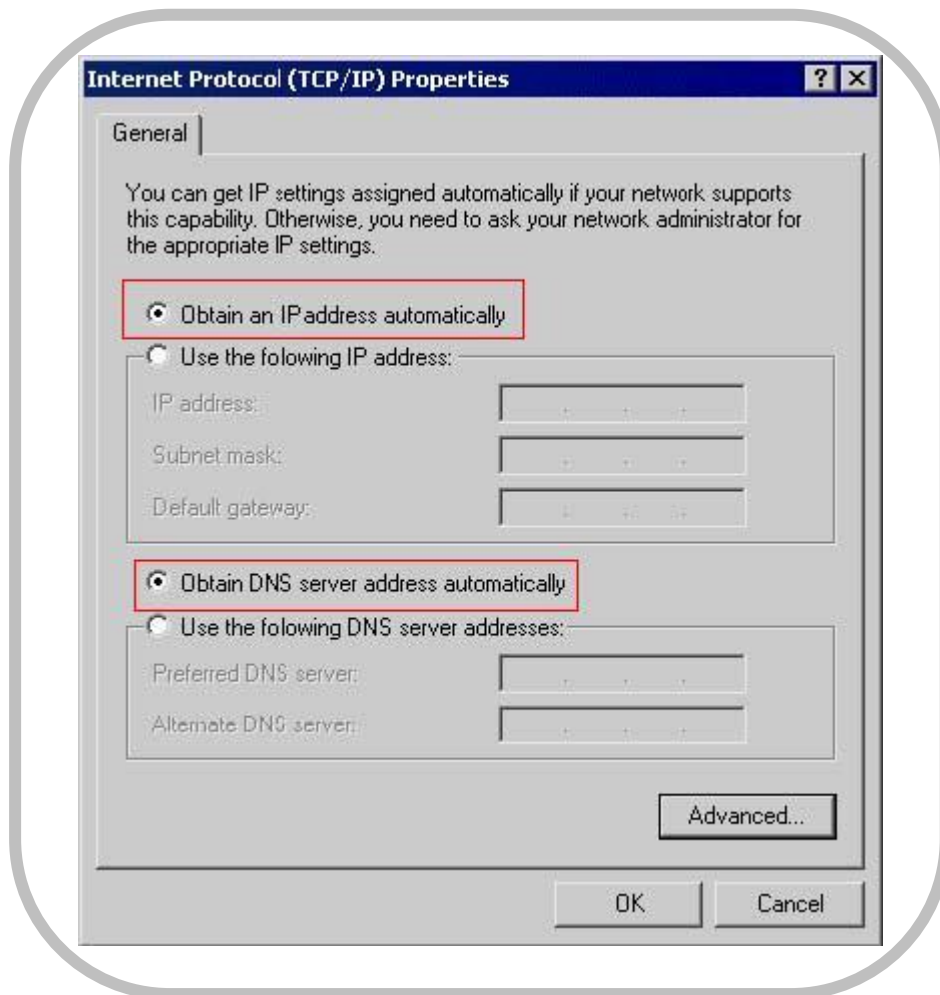 Internet Protocol (TCP/IP) Properties
General
You can get IP settings assigned automatically if your network supports
this capability. Otherwise, you need to ask your network administrator for
the appropriate IP settings.
Obtain an IP address automatically
Use the folowing IP address:
IP address:
Subnet mask:
Default gateway:
Obtain DNS server address automatically
Use the folowing DNS server addresses:
Preferred DNS server:
Alternate DNS server:
Advanced...
OK
Cancel